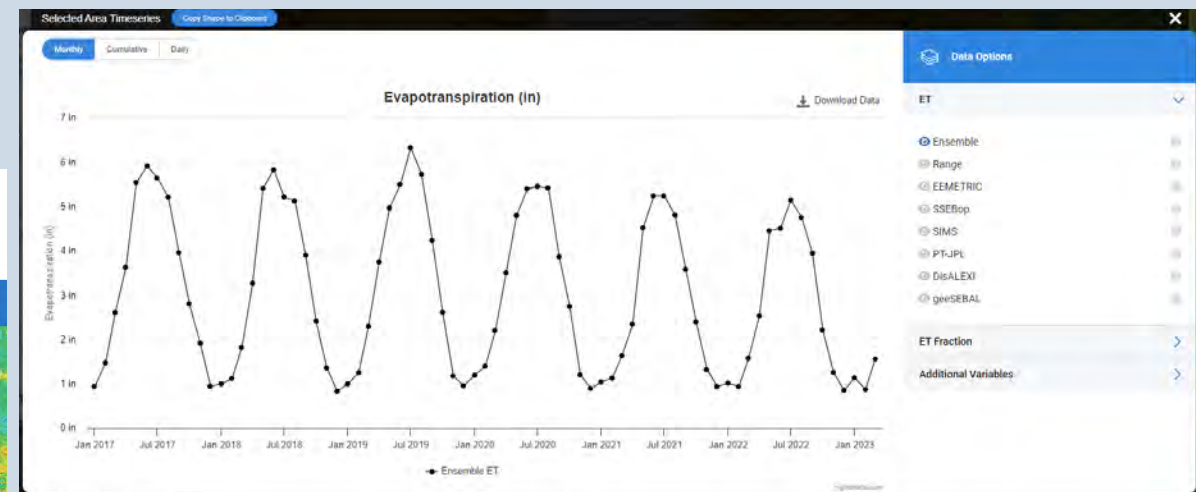 Selected Area Timeseries
Copy Shape to Clipboard
Monthly Cumulative Daily
Evapotranspiration (in)
Download Data
7 in
6 in
5 in
4 in
3 in
2 in
1 in
0 in
Evapotranspiration (in)
Jan 2017 Jul 2017 Jan 2018 Jul 2018 Jan 2019 Jul 2019 Jan 2020 Jul 2020 Jan 2021 Jul 2021 Jan 2022 Jul 2022 Jan 2023
Ensemble ET
Data Options
ET
Ensemble
Range
EEMETRIC
SSEBop
SIMS
PT-JPL
DisALEXI
geeSEBAL
ET Fraction
Additional Variables